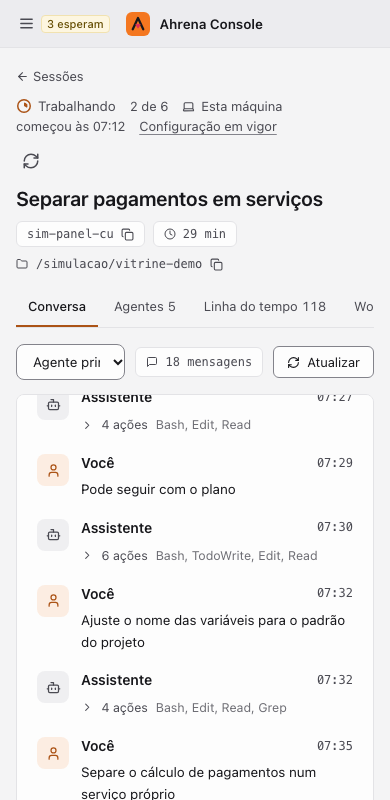 3 esperam
Ahrena Console
Sessões
Trabalhando 2 de 6 Esta máquina
começou às 07:12 Configuração em vigor
Separar pagamentos em serviços
sim-panel-cu 29 min
/simulacao/vitrine-demo
Conversa Agentes 5 Linha do tempo 118 Wo
Agente prin 18 mensagens Atualizar
Assistente 07:27
4 ações Bash, Edit, Read
Você 07:29
Pode seguir com o plano
Assistente 07:30
6 ações Bash, TodoWrite, Edit, Read
Você 07:32
Ajuste o nome das variáveis para o padrão
do projeto
Assistente 07:32
4 ações Bash, Edit, Read, Grep
Você 07:35
Separe o cálculo de pagamentos num
serviço próprio